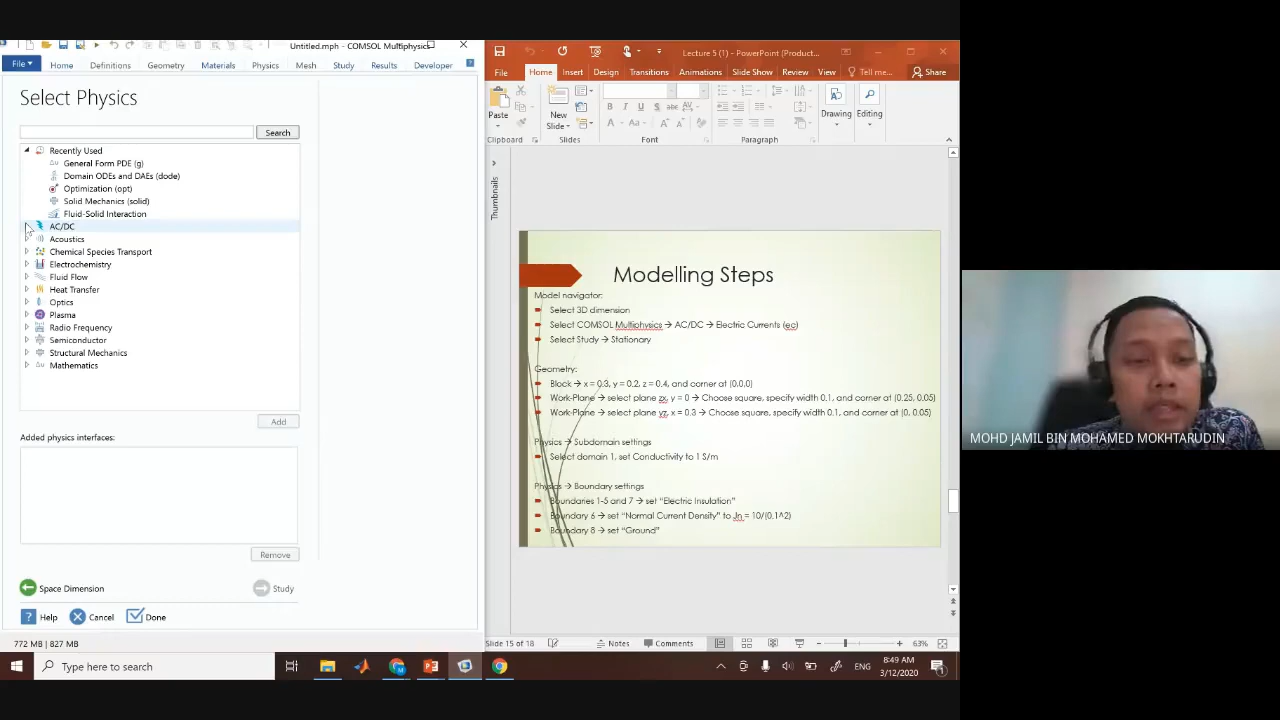 Untitled.mph - COMSOL Multiphysics
File
Home
Definitions
Geometry
Materials
Physics
Mesh
Study
Results
Developer
Select Physics
Search
Recently Used
General Form PDE (g)
Domain ODEs and DAEs (dode)
Optimization (opt)
Solid Mechanics (solid)
Fluid-Solid Interaction
AC/DC
Acoustics
Chemical Species Transport
Electrochemistry
Fluid Flow
Heat Transfer
Optics
Plasma
Radio Frequency
Semiconductor
Structural Mechanics
Mathematics
Add
Added physics interfaces:
Remove
Space Dimension
Study
Help
Cancel
Done
772 MB | 827 MB
Lecture 5 (1) - PowerPoint (Product...
File
Home
Insert
Design
Transitions
Animations
Slide Show
Review
View
Tell me...
Share
Paste
New Slide
Drawing
Editing
Clipboard
Slides
Font
Paragraph
Thumbnails
Modelling Steps
Model navigator:
Select 3D dimension
Select COMSOL Multiphysics → AC/DC → Electric Currents (ec)
Select Study → Stationary
Geometry:
Block → x = 0.3, y = 0.2, z = 0.4, and corner at (0,0,0)
Work-Plane → select plane zx, y = 0 → Choose square, specify width 0.1, and corner at (0.25, 0.05)
Work-Plane → select plane yz, x = 0.3 → Choose square, specify width 0.1, and corner at (0, 0.05)
Physics → Subdomain settings
Select domain 1, set Conductivity to 1 S/m
Physics → Boundary settings
Boundaries 1-5 and 7 → set "Electric Insulation"
Boundary 6 → set "Normal Current Density" to Jn = 10/(0.1^2)
Boundary 8 → set "Ground"
Slide 15 of 18
Notes
Comments
63%
MOHD JAMIL BIN MOHAMED MOKHTARUDIN
Type here to search
ENG
8:49 AM
3/12/2020